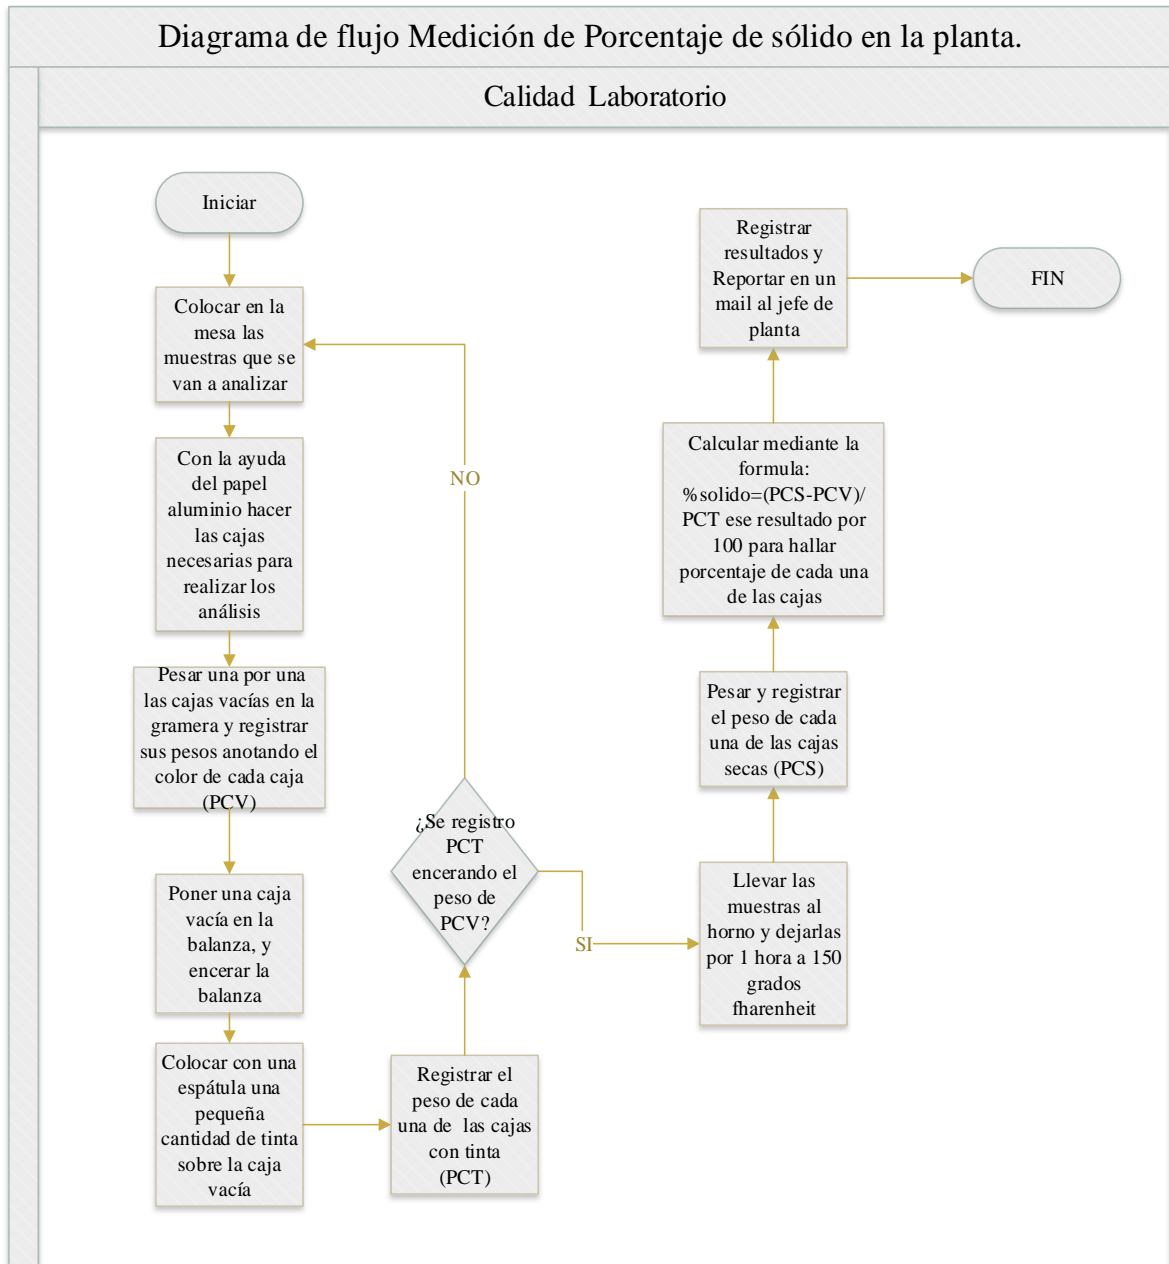 Diagrama de flujo Medición de Porcentaje de sólido en la planta.
Calidad Laboratorio
Iniciar
Colocar en la
mesa las
muestras que se
van a analizar
Con la ayuda
del papel
aluminio hacer
las cajas
necesarias para
realizar los
análisis
Pesar una por una
las cajas vacías en la
gramera y registrar
sus pesos anotando el
color de cada caja
(PCV)
Poner una caja
vacía en la
balanza, y
encerar la
balanza
Colocar con una
espátula una
pequeña
cantidad de tinta
sobre la caja
vacía
Registrar el
peso de cada
una de las cajas
con tinta
(PCT)
¿Se registro
PCT
encerando el
peso de
PCV?
NO
SI
Llevar las
muestras al
horno y dejarlas
por 1 hora a 150
grados
fharenheit
Pesar y registrar
el peso de cada
una de las cajas
secas (PCS)
Calcular mediante la
formula:
%solido=(PCS-PCV)/
PCT ese resultado por
100 para hallar
porcentaje de cada una
de las cajas
Registrar
resultados y
Reportar en un
mail al jefe de
planta
FIN